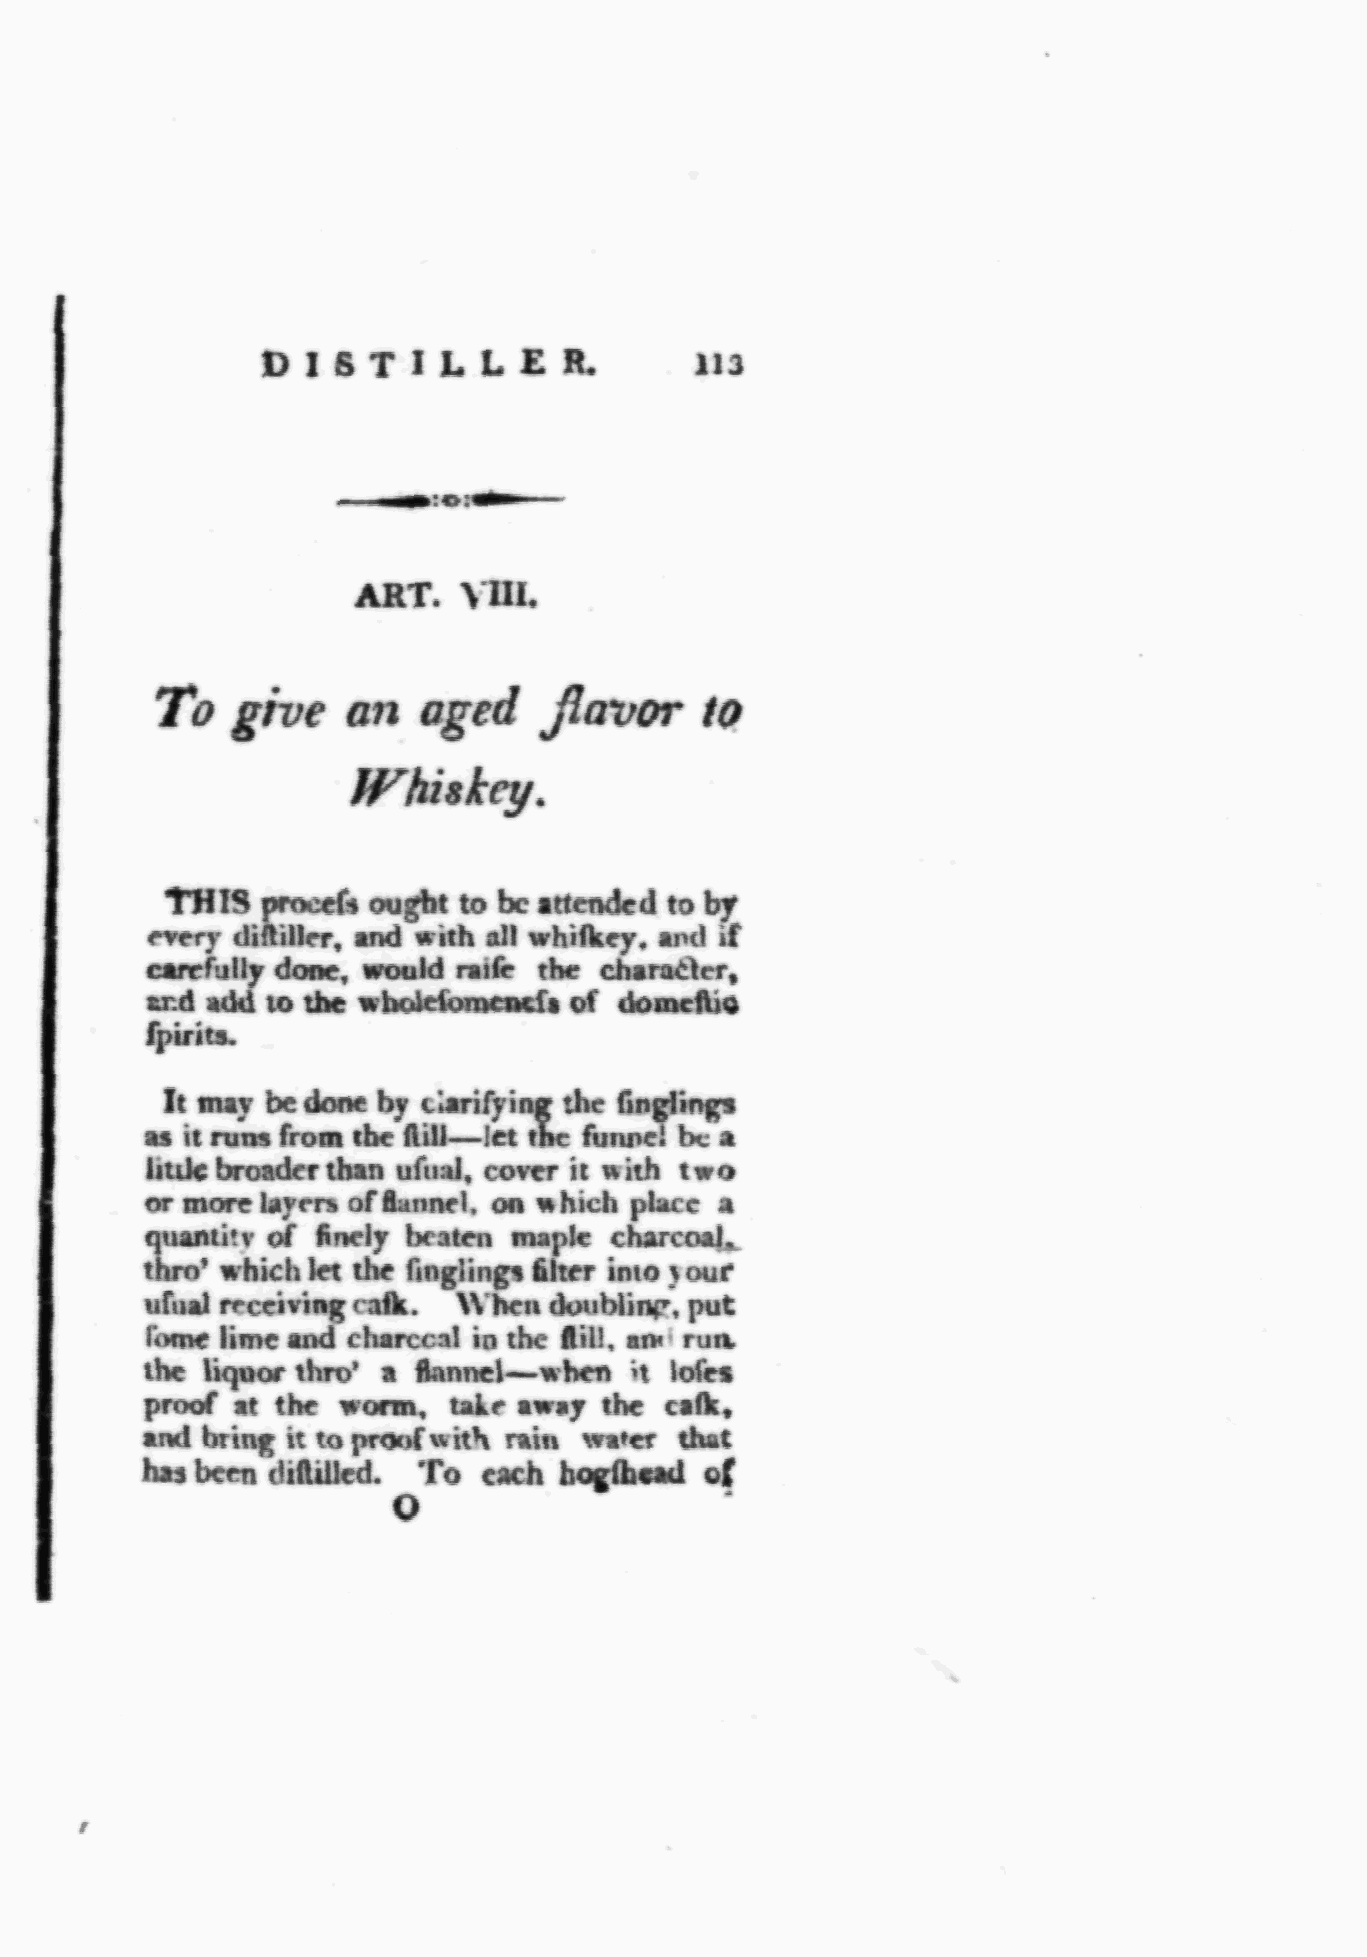 DISTILLER. 113
:o:
ART. VIII.
To give an aged flavor to
Whiskey.
THIS proceſs ought to be attended to by
every diſtiller, and with all whiſkey, and if
carefully done, would raiſe the character,
and add to the wholeſomeneſs of domeſtic
ſpirits.
It may be done by clarifying the ſinglings
as it runs from the ſtill—let the funnel be a
little broader than uſual, cover it with two
or more layers of flannel, on which place a
quantity of finely beaten maple charcoal,
thro' which let the ſinglings filter into your
uſual receiving caſk. When doubling, put
ſome lime and charcoal in the ſtill, and run
the liquor thro' a flannel—when it loſes
proof at the worm, take away the caſk,
and bring it to proof with rain water that
has been diſtilled. To each hogſhead of
O